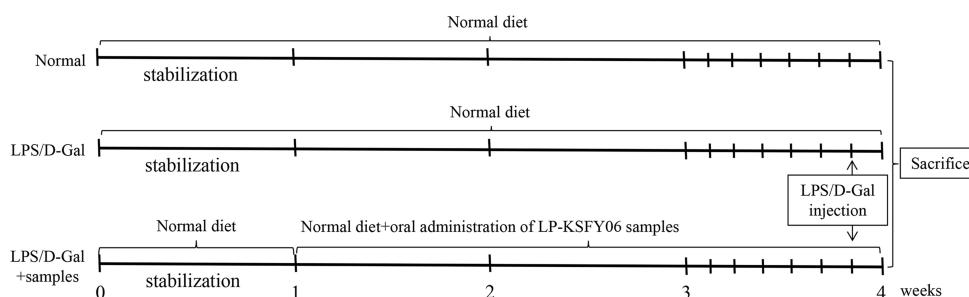 Normal diet
Normal
stabilization
Normal diet
LPS/D-Gal
stabilization
Sacrifice
LPS/D-Gal
injection
Normal diet
Normal diet+oral administration of LP-KSFY06 samples
LPS/D-Gal
+samples
stabilization
0 1 2 3 4 weeks